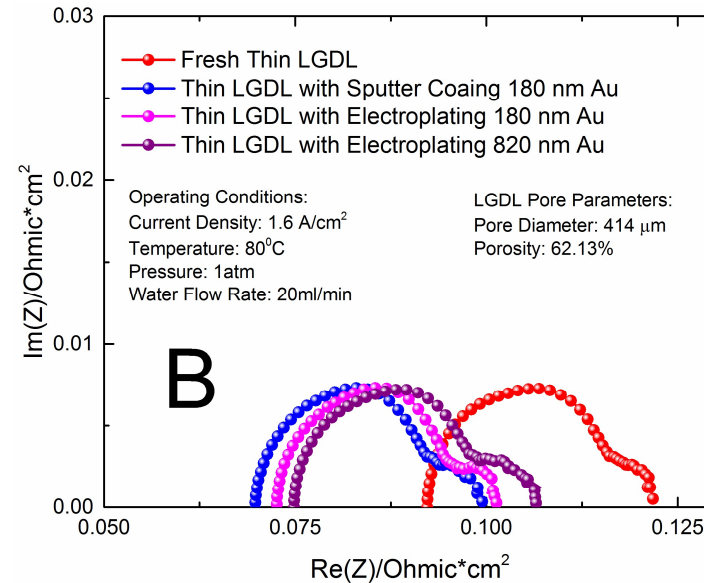 0.03
0.02
0.01
0.00
Im(Z)/Ohmic*cm²
Fresh Thin LGDL
Thin LGDL with Sputter Coaing 180 nm Au
Thin LGDL with Electroplating 180 nm Au
Thin LGDL with Electroplating 820 nm Au
Operating Conditions:
Current Density: 1.6 A/cm²
Temperature: 80⁰C
Pressure: 1atm
Water Flow Rate: 20ml/min
LGDL Pore Parameters:
Pore Diameter: 414 μm
Porosity: 62.13%
B
0.050 0.075 0.100 0.125
Re(Z)/Ohmic*cm²